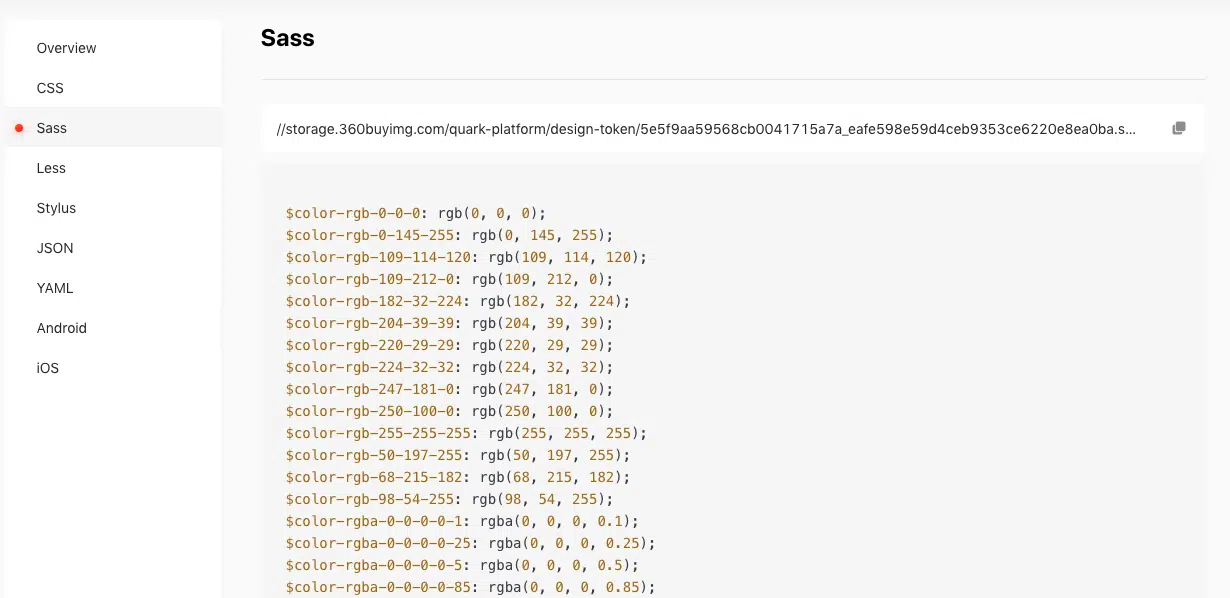 Overview
CSS
Sass
Less
Stylus
JSON
YAML
Android
iOS
Sass
//storage.360buyimg.com/quark-platform/design-token/5e5f9aa59568cb0041715a7a_eafe598e59d4ceb9353ce6220e8ea0ba.s...
$color-rgb-0-0-0: rgb(0, 0, 0);
$color-rgb-0-145-255: rgb(0, 145, 255);
$color-rgb-109-114-120: rgb(109, 114, 120);
$color-rgb-109-212-0: rgb(109, 212, 0);
$color-rgb-182-32-224: rgb(182, 32, 224);
$color-rgb-204-39-39: rgb(204, 39, 39);
$color-rgb-220-29-29: rgb(220, 29, 29);
$color-rgb-224-32-32: rgb(224, 32, 32);
$color-rgb-247-181-0: rgb(247, 181, 0);
$color-rgb-250-100-0: rgb(250, 100, 0);
$color-rgb-255-255-255: rgb(255, 255, 255);
$color-rgb-50-197-255: rgb(50, 197, 255);
$color-rgb-68-215-182: rgb(68, 215, 182);
$color-rgb-98-54-255: rgb(98, 54, 255);
$color-rgba-0-0-0-0-1: rgba(0, 0, 0, 0.1);
$color-rgba-0-0-0-0-25: rgba(0, 0, 0, 0.25);
$color-rgba-0-0-0-0-5: rgba(0, 0, 0, 0.5);
$color-rgba-0-0-0-0-85: rgba(0, 0, 0, 0.85);